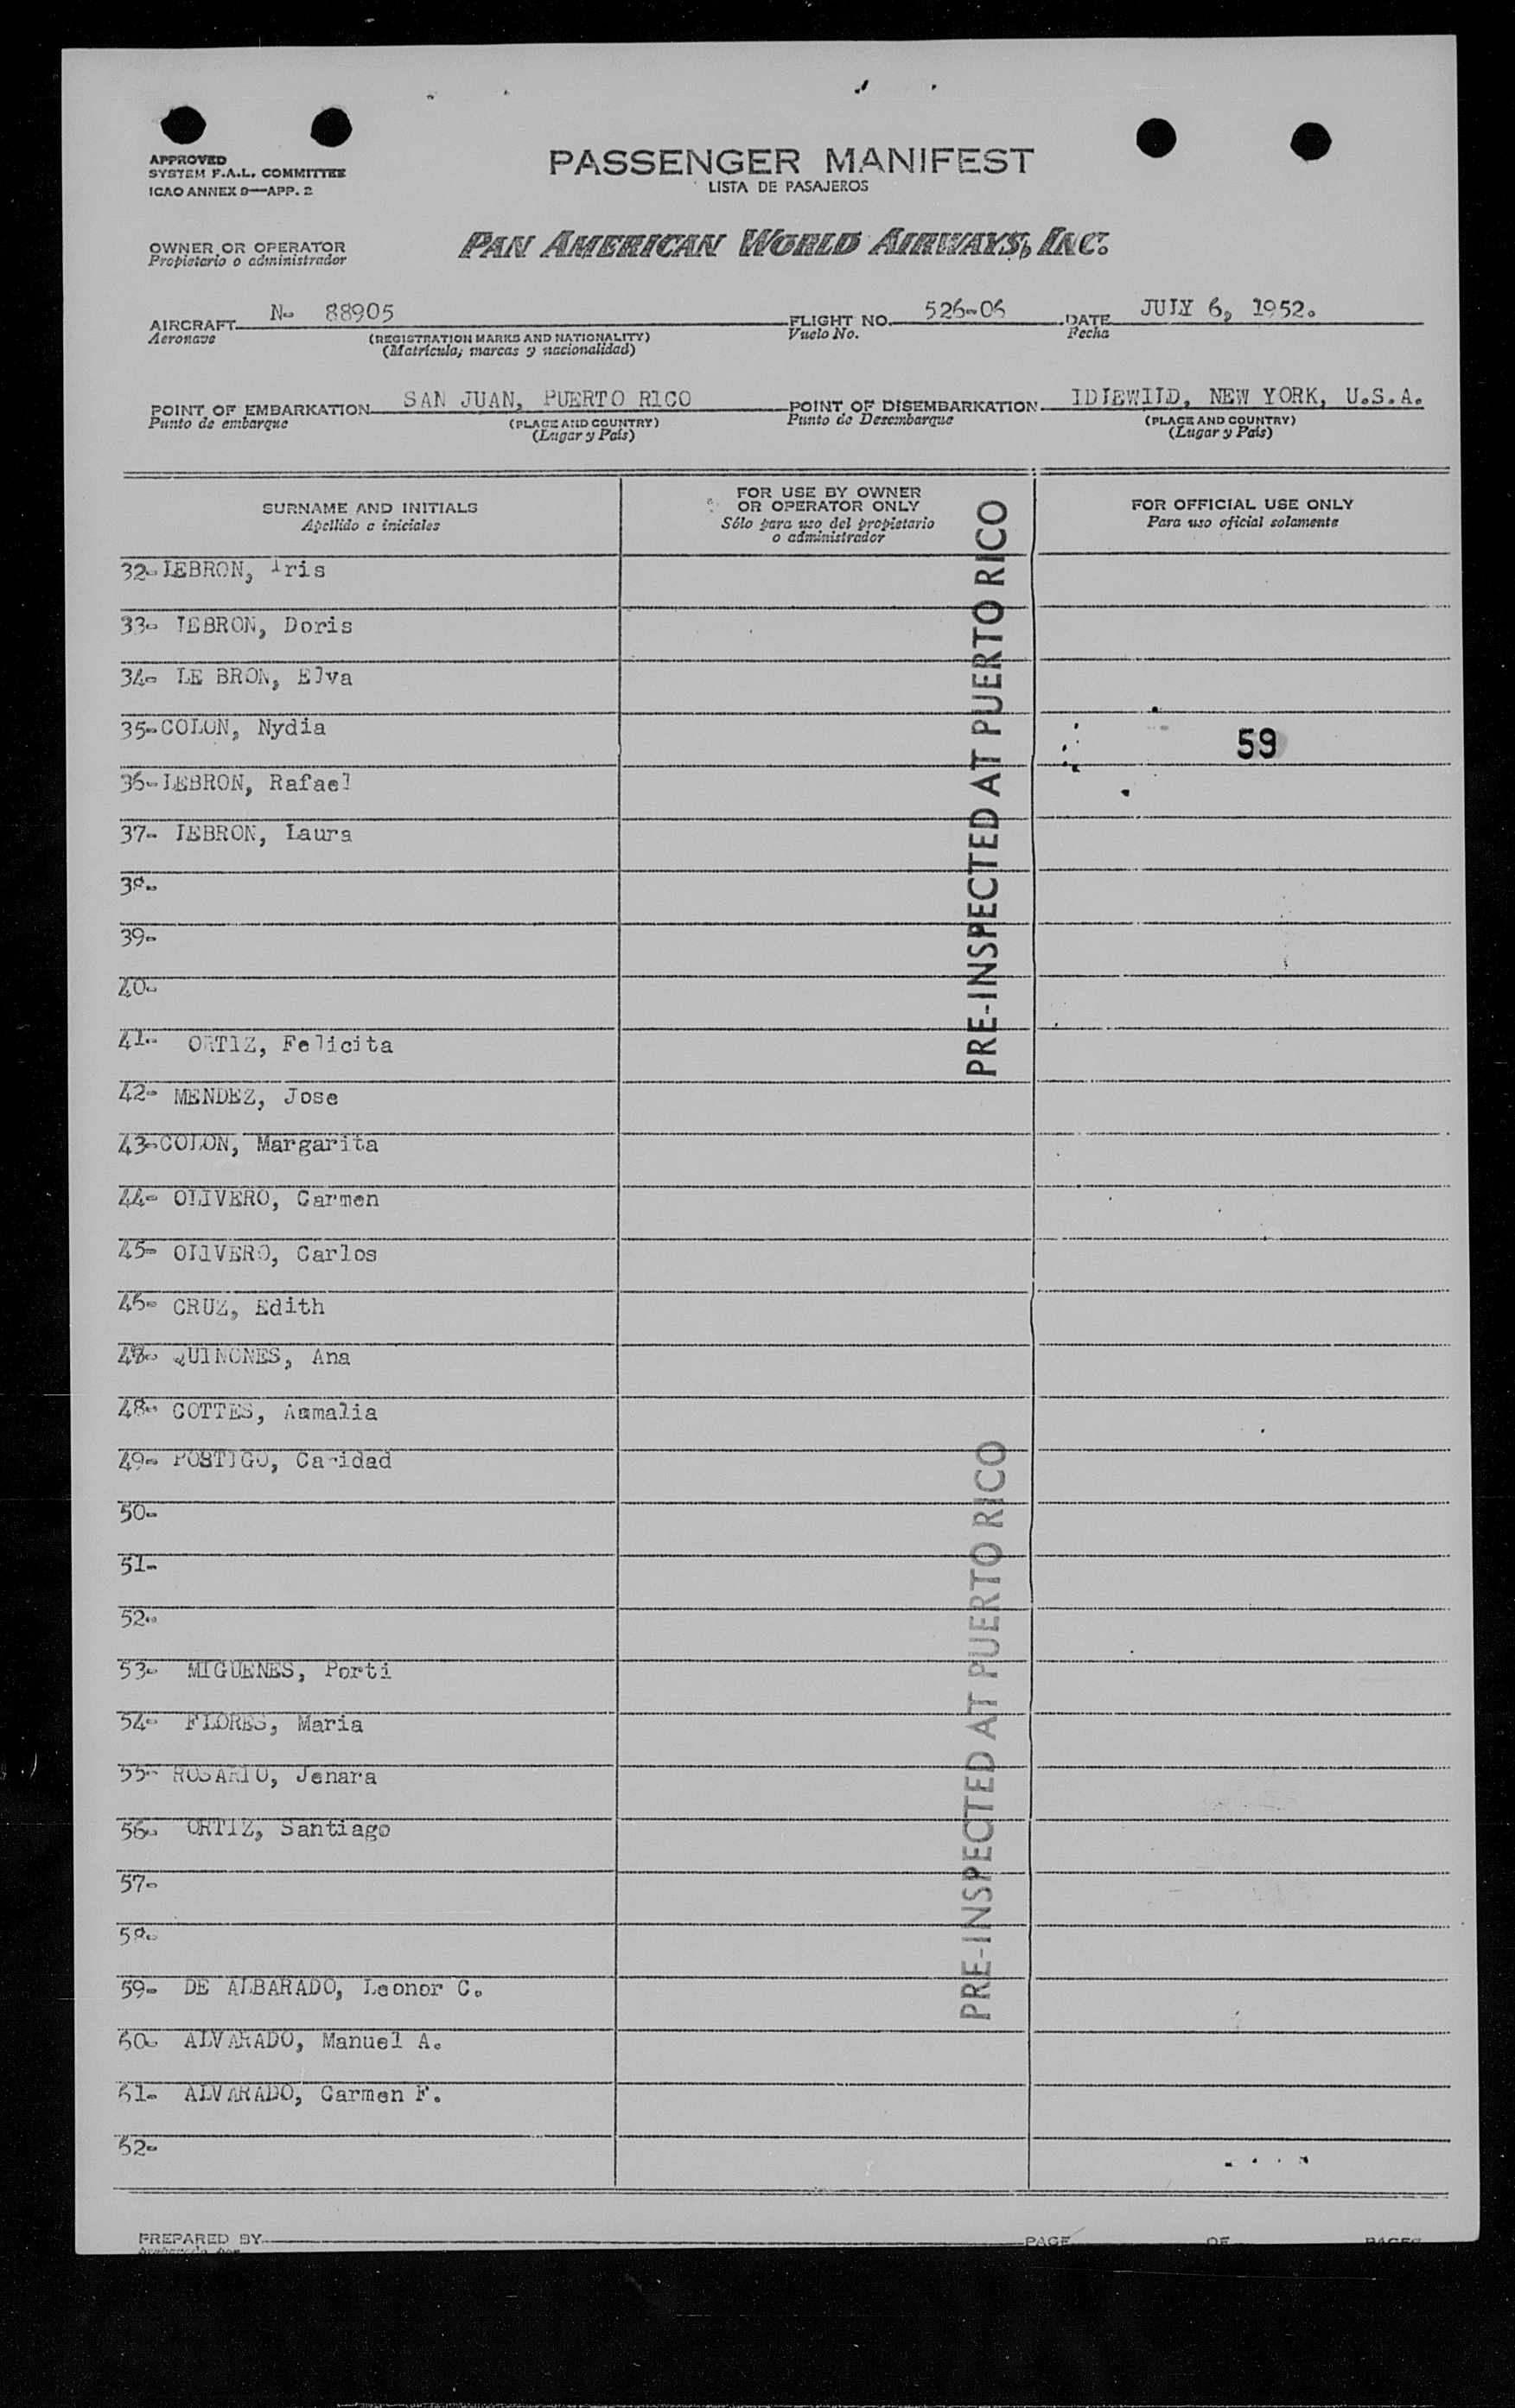 APPROVED
SYSTEM F.A.L. COMMITTEE
ICAO ANNEX 9—APP. 2
PASSENGER MANIFEST
LISTA DE PASAJEROS
OWNER OR OPERATOR
Propietario o administrador
PAN AMERICAN WORLD AIRWAYS, INC.
AIRCRAFT N- 88905 FLIGHT NO. 526-06 DATE JULY 6, 1952.
Aeronave (REGISTRATION MARKS AND NATIONALITY) Vuelo No. Fecha
(Matrícula; marcas y nacionalidad)
POINT OF EMBARKATION SAN JUAN, PUERTO RICO POINT OF DISEMBARKATION IDLEWILD, NEW YORK, U.S.A.
Punto de embarque (PLACE AND COUNTRY) Punto de Desembarque (PLACE AND COUNTRY)
(Lugar y País) (Lugar y País)
SURNAME AND INITIALS
Apellido e iniciales
FOR USE BY OWNER
OR OPERATOR ONLY
Sólo para uso del propietario
o administrador
FOR OFFICIAL USE ONLY
Para uso oficial solamente
32- LEBRON, Iris
33- LEBRON, Doris
34- LE BRON, Elva
35- COLON, Nydia
59
36- LEBRON, Rafael
37- LEBRON, Laura
38-
39-
40-
PRE-INSPECTED AT PUERTO RICO
41- ORTIZ, Felicita
42- MENDEZ, Jose
43- COLON, Margarita
44- OLIVERO, Carmen
45- OLIVERO, Carlos
46- CRUZ, Edith
47- QUINONES, Ana
48- COTTES, Aamalia
49- POSTIGO, Caridad
50-
51-
52-
53- MIGUENES, Porti
54- FLORES, Maria
55- ROSARIO, Jenara
56- ORTIZ, Santiago
57-
58-
PRE-INSPECTED AT PUERTO RICO
59- DE ALBARADO, Leonor C.
60- ALVARADO, Manuel A.
61- ALVARADO, Carmen F.
62-
PREPARED BY PAGE OF PAGES